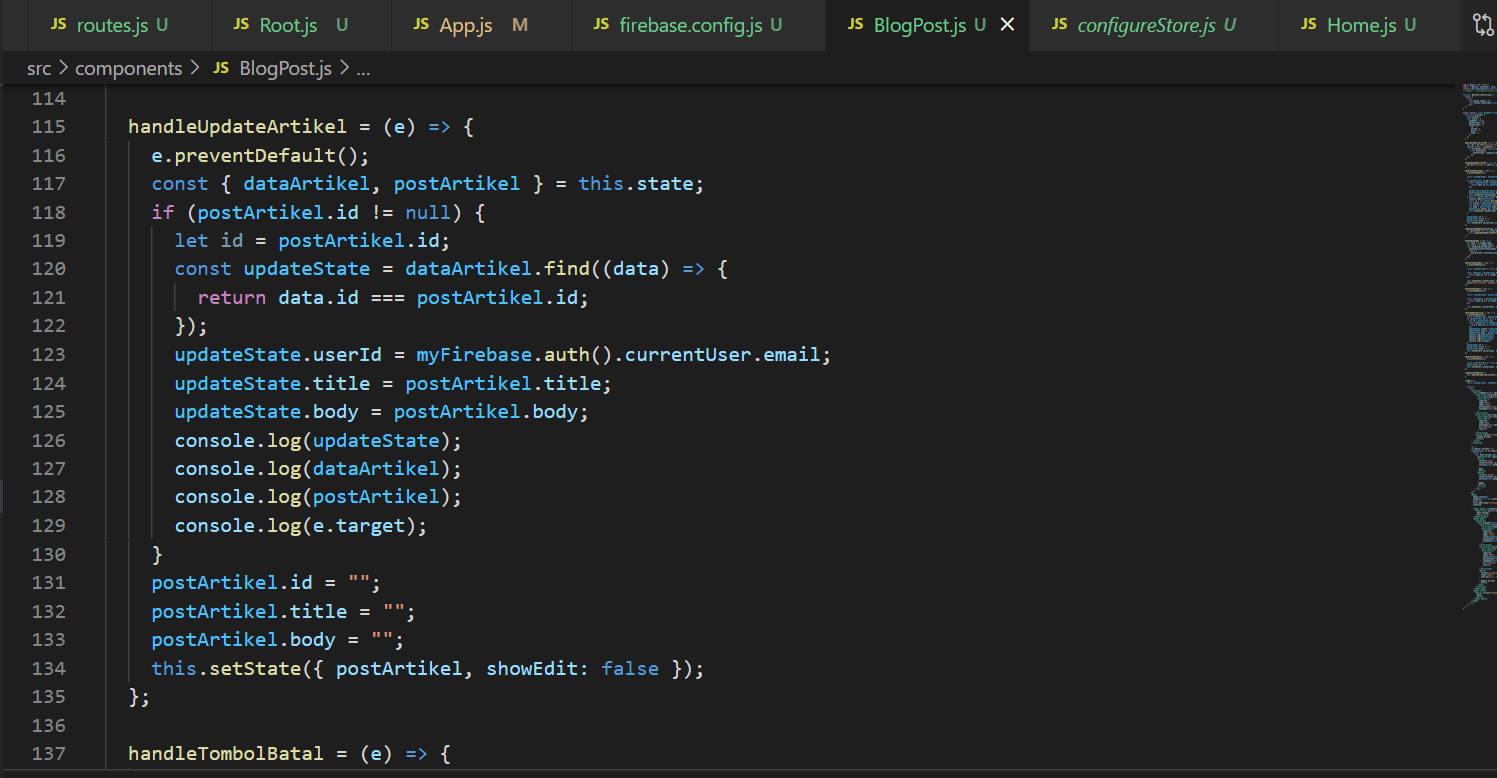 JS routes.js U JS Root.js U JS App.js M JS firebase.config.js U JS BlogPost.js U JS configureStore.js U JS Home.js U
src > components > JS BlogPost.js > ...
114
115 handleUpdateArtikel = (e) => {
116 e.preventDefault();
117 const { dataArtikel, postArtikel } = this.state;
118 if (postArtikel.id != null) {
119 let id = postArtikel.id;
120 const updateState = dataArtikel.find((data) => {
121 return data.id === postArtikel.id;
122 });
123 updateState.userId = myFirebase.auth().currentUser.email;
124 updateState.title = postArtikel.title;
125 updateState.body = postArtikel.body;
126 console.log(updateState);
127 console.log(dataArtikel);
128 console.log(postArtikel);
129 console.log(e.target);
130 }
131 postArtikel.id = "";
132 postArtikel.title = "";
133 postArtikel.body = "";
134 this.setState({ postArtikel, showEdit: false });
135 };
136
137 handleTombolBatal = (e) => {